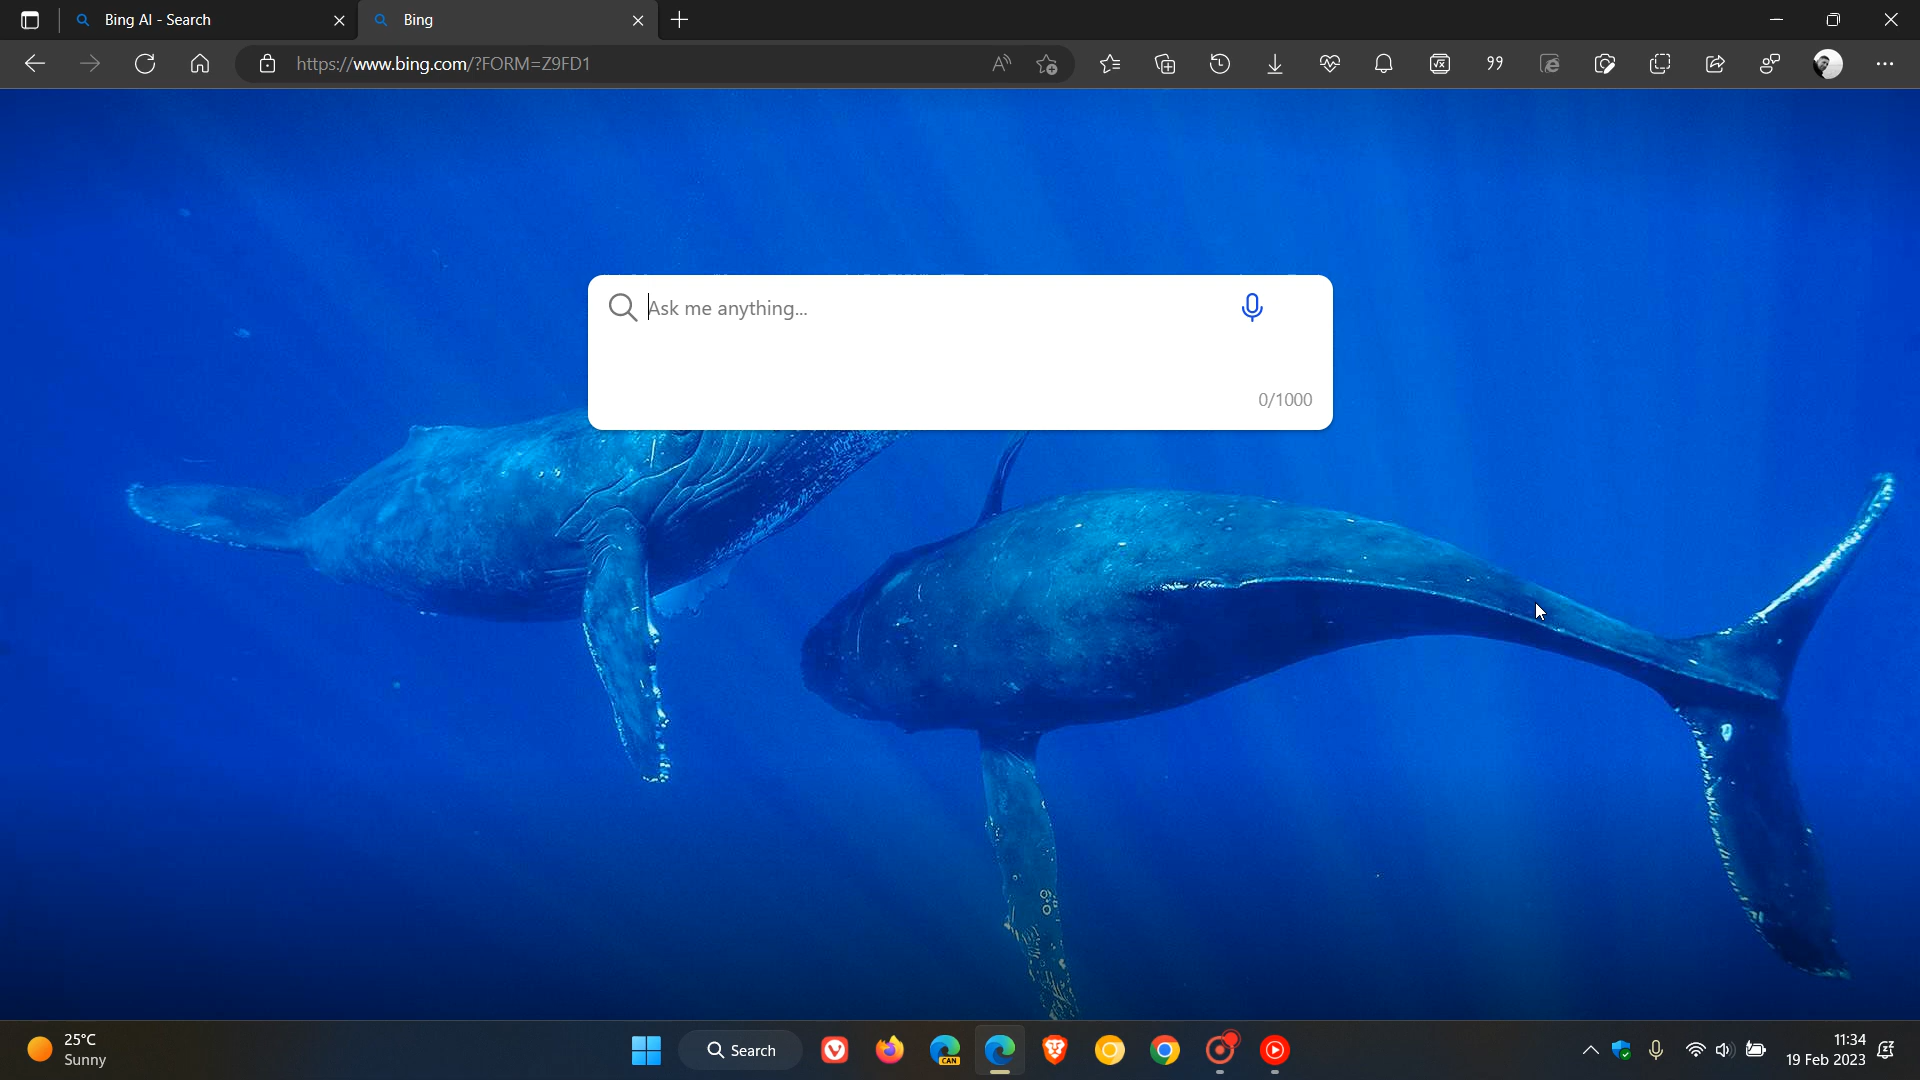 Bing AI - Search
Bing
https://www.bing.com/?FORM=Z9FD1
Ask me anything...
0/1000
25°C
Sunny
Search
CAN
11:34
19 Feb 2023